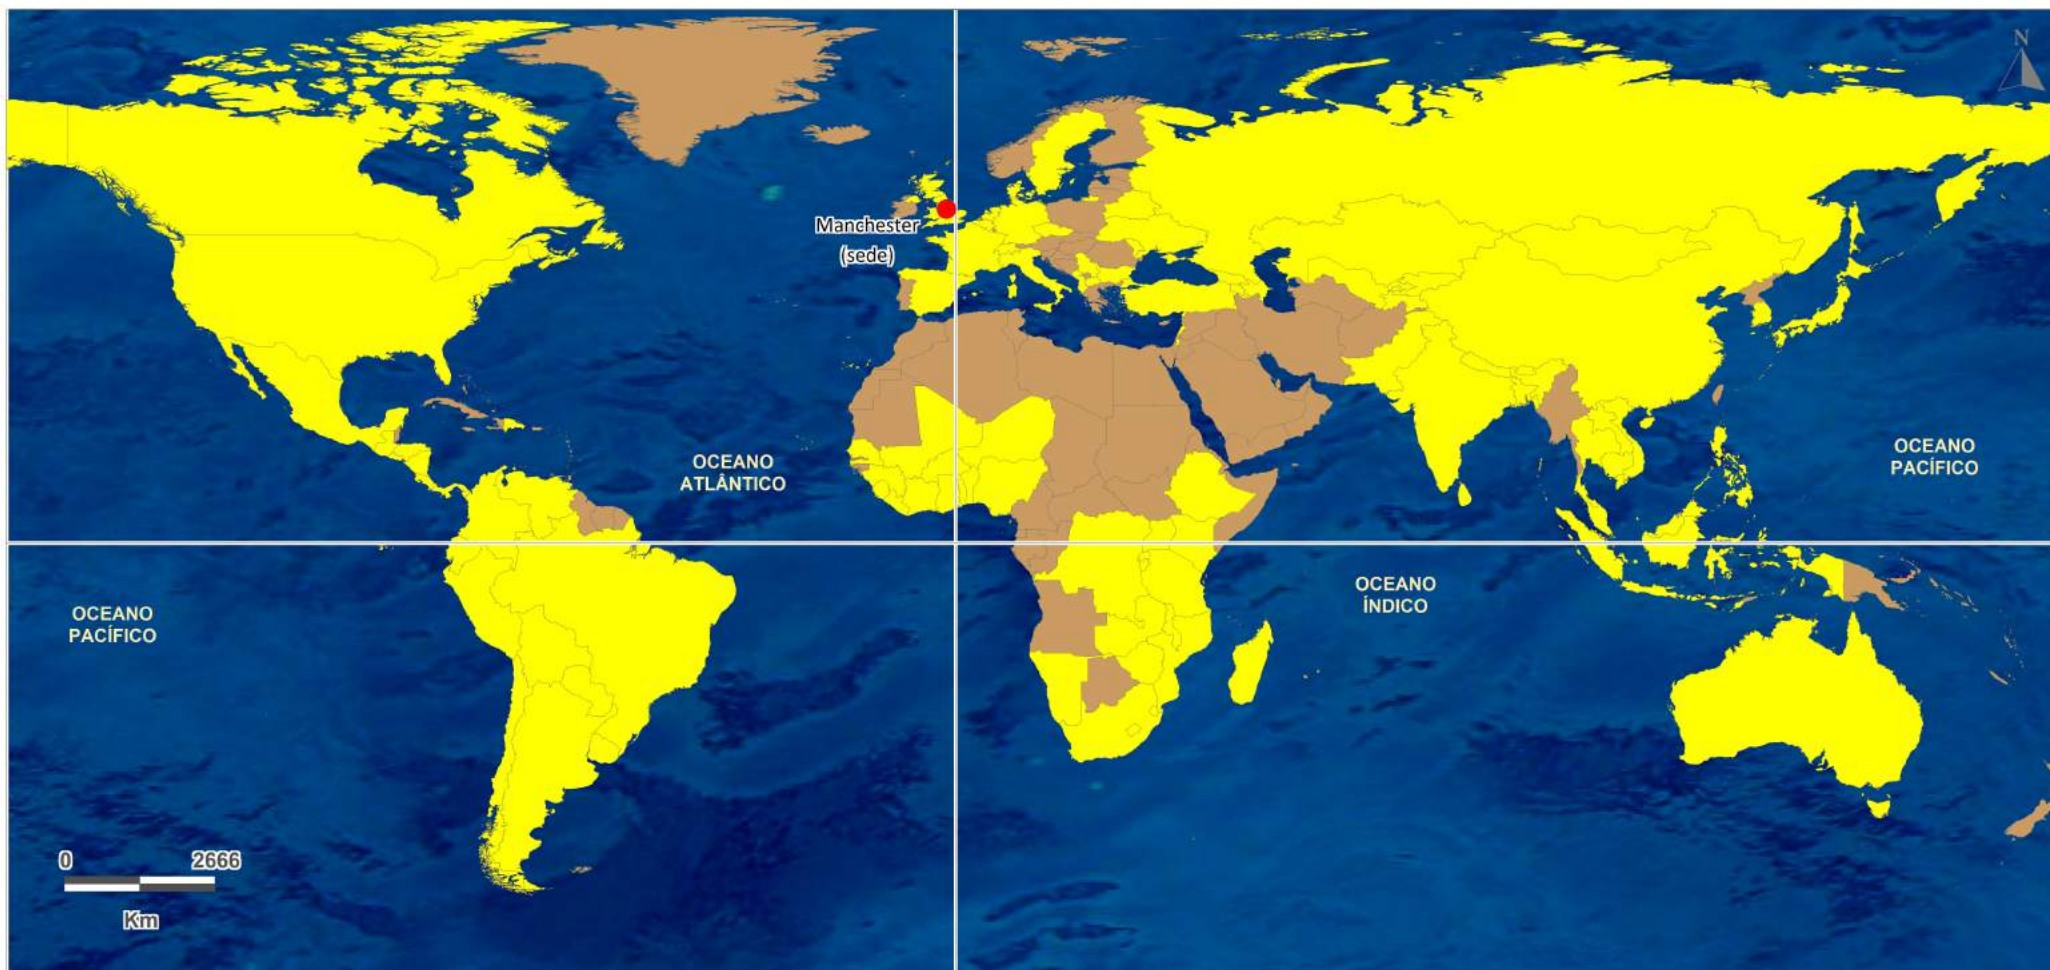 N
Manchester
(sede)
OCEANO
ATLÂNTICO
OCEANO
PACÍFICO
OCEANO
PACÍFICO
OCEANO
ÍNDICO
0 2666
Km